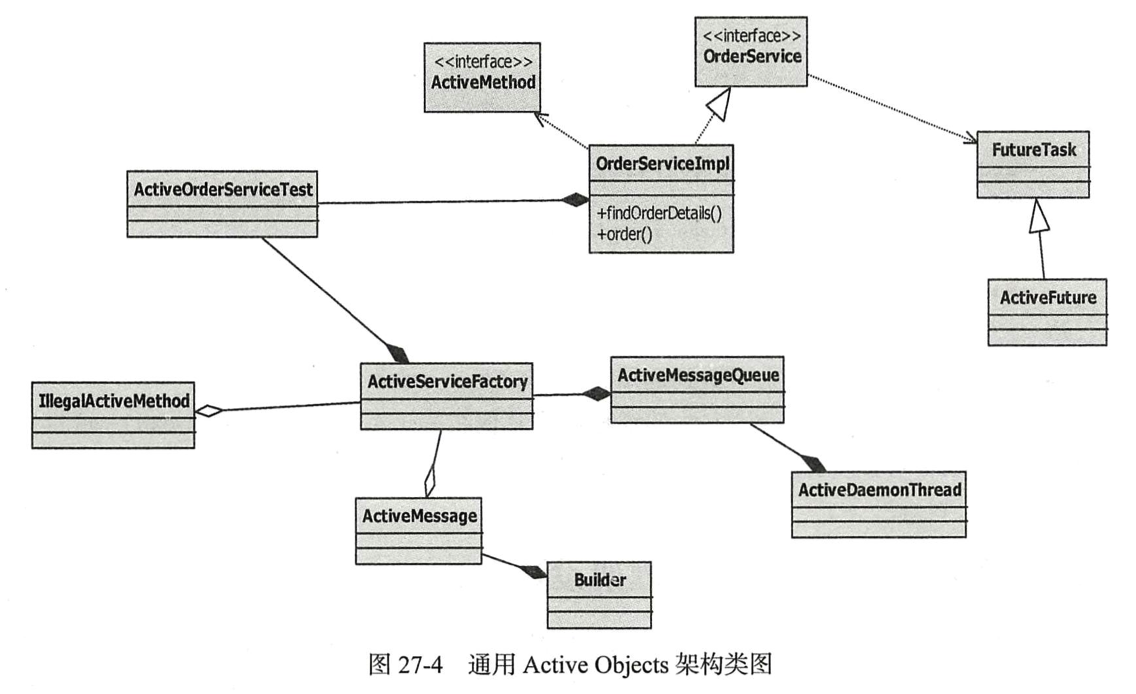 <<interface>>
OrderService
<<interface>>
ActiveMethod
FutureTask
OrderServiceImpl
+findOrderDetails()
+order()
ActiveOrderServiceTest
ActiveFuture
ActiveServiceFactory
ActiveMessageQueue
IllegalActiveMethod
ActiveDaemonThread
ActiveMessage
Builder
图 27-4 通用 Active Objects 架构类图